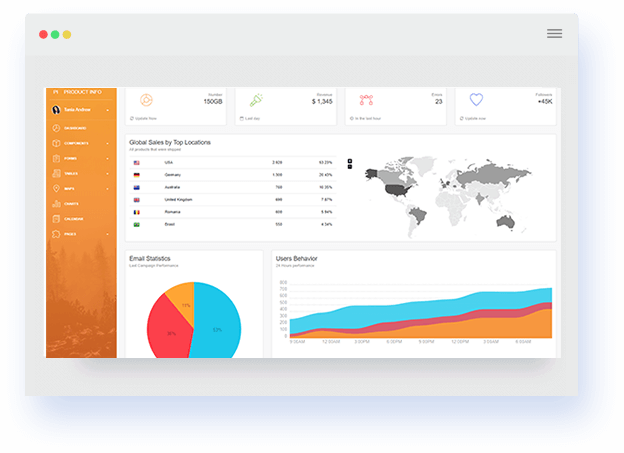 PRODUCT INFO
Tania Andrew
DASHBOARD
COMPONENTS
FORMS
TABLES
MAPS
CHARTS
CALENDAR
PAGES
Number
150GB
Update Now
Revenue
$ 1,345
Last day
Errors
23
In the last hour
Followers
+45K
Update now
Global Sales by Top Locations
All products that were shipped
USA 2.920 53.23%
Germany 1.300 20.43%
Australia 760 10.35%
United Kingdom 690 7.87%
Romania 600 5.94%
Brasil 550 4.34%
Email Statistics
Last Campaign Performance
11%
36%
53%
Users Behavior
24 Hours performance
800
700
600
500
400
300
200
100
0
9:00AM 12:00AM 3:00PM 6:00PM 9:00PM 12:00PM 3:00AM 6:00AM